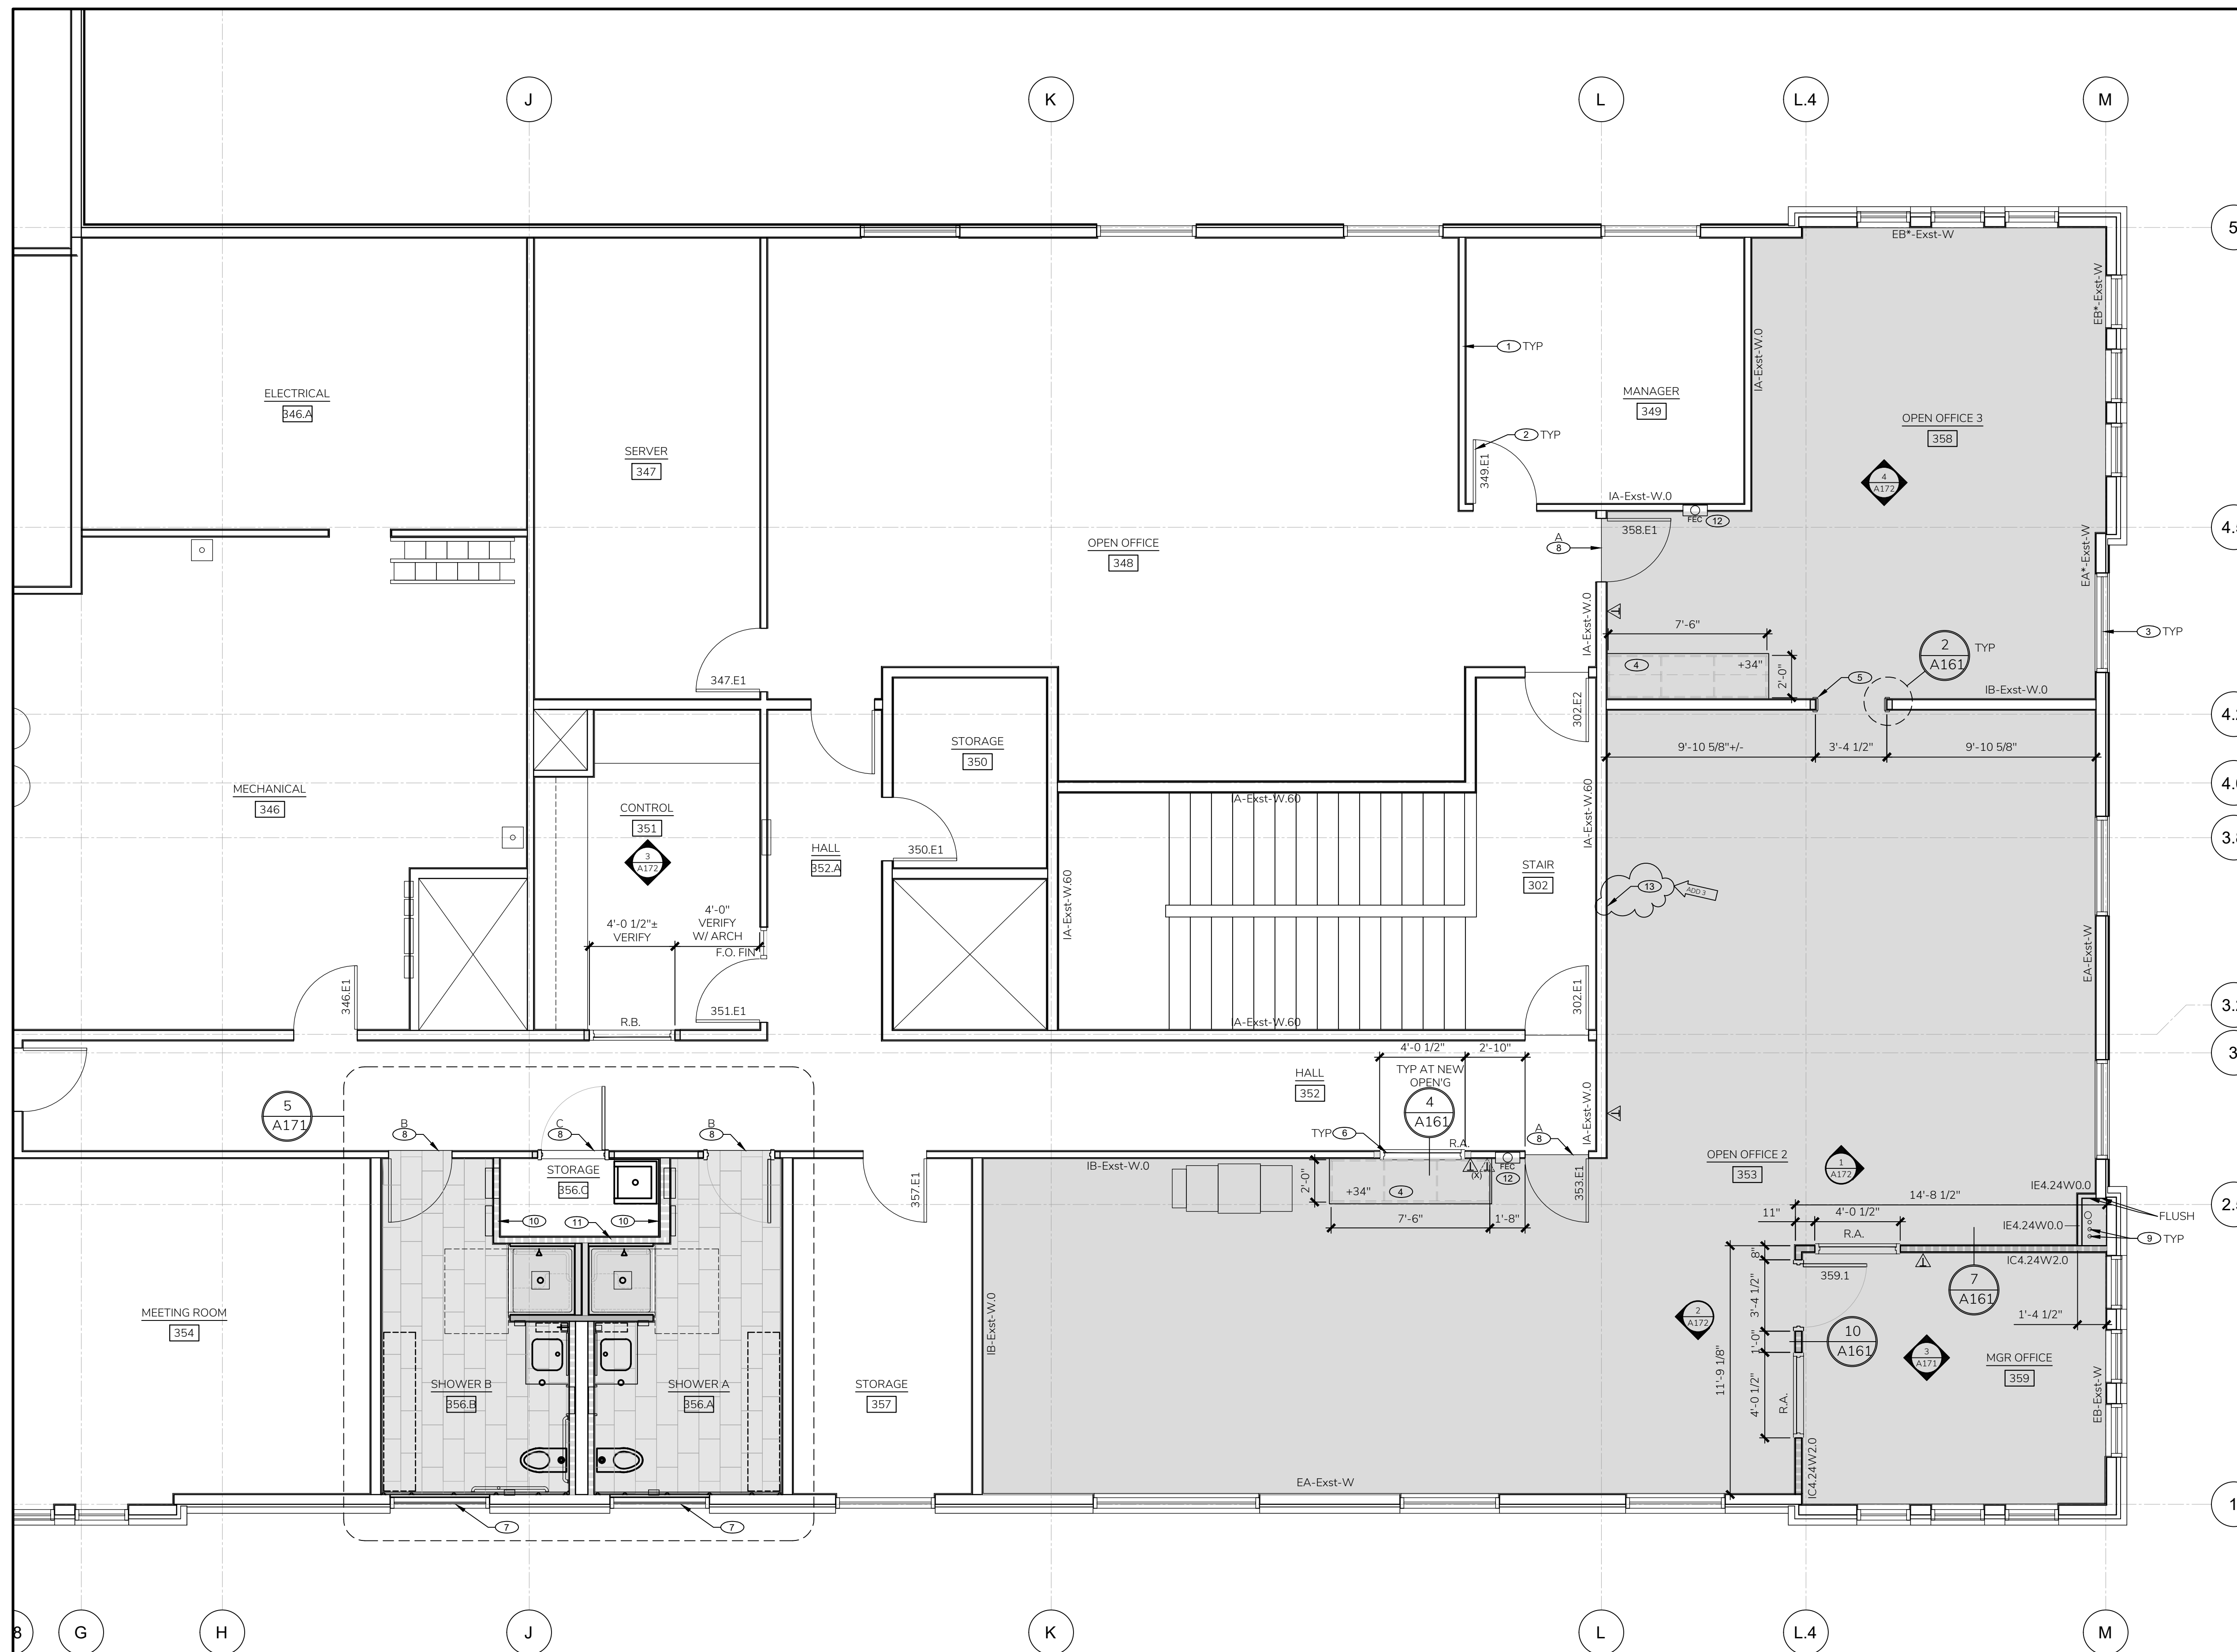 J
K
L
L.4
M
5
EB*-Exst-W
EB*-Exst-W
IA-Exst-W.0
1 TYP
MANAGER
349
ELECTRICAL
346.A
OPEN OFFICE 3
358
2 TYP
SERVER
347
349.E1
4
A172
IA-Exst-W.0
FEC 12
358.E1
OPEN OFFICE
348
A
8
EA*-Exst-W
IA-Exst-W.0
7'-6"
3 TYP
2
A161
TYP
4
+34"
2'-0"
5
347.E1
IB-Exst-W.0
302.E2
STORAGE
350
9'-10 5/8"+/-
3'-4 1/2"
9'-10 5/8"
MECHANICAL
346
CONTROL
351
IA-Exst-W.60
IA-Exst-W.60
3
A172
HALL
352.A
350.E1
STAIR
302
13
ADD 3
IA-Exst-W.60
4'-0 1/2"±
VERIFY
4'-0"
VERIFY
W/ ARCH
F.O. FIN
EA-Exst-W
346.E1
351.E1
302.E1
R.B.
IA-Exst-W.60
3
4'-0 1/2"
2'-10"
HALL
352
TYP AT NEW
OPEN'G
4
A161
IA-Exst-W.0
5
A171
B
8
C
8
B
8
TYP 6
R.A.
A
8
STORAGE
356.C
357.E1
IB-Exst-W.0
(X)
FEC
12
353.E1
OPEN OFFICE 2
353
1
A172
2'-0"
+34"
4
IE4.24W0.0
14'-8 1/2"
10
11
10
7'-6"
1'-8"
11"
4'-0 1/2"
IE4.24W0.0
FLUSH
R.A.
9 TYP
8"
IC4.24W2.0
359.1
7
A161
3'-4 1/2"
1'-4 1/2"
MEETING ROOM
354
IB-Exst-W.0
2
A172
1'-0"
10
A161
3
A171
MGR OFFICE
359
11'-9 1/8"
SHOWER B
356.B
SHOWER A
356.A
STORAGE
357
4'-0 1/2"
R.A.
EB-Exst-W
IC4.24W2.0
EA-Exst-W
1
7
7
8
G
H
J
K
L
L.4
M